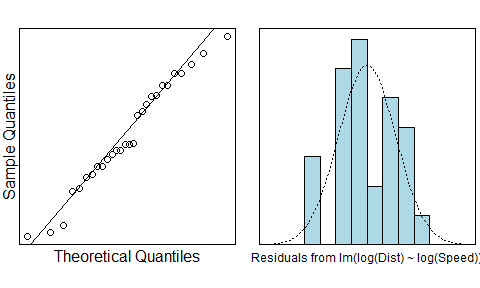 Sample Quantiles
Theoretical Quantiles
Residuals from lm(log(Dist) ~ log(Speed))